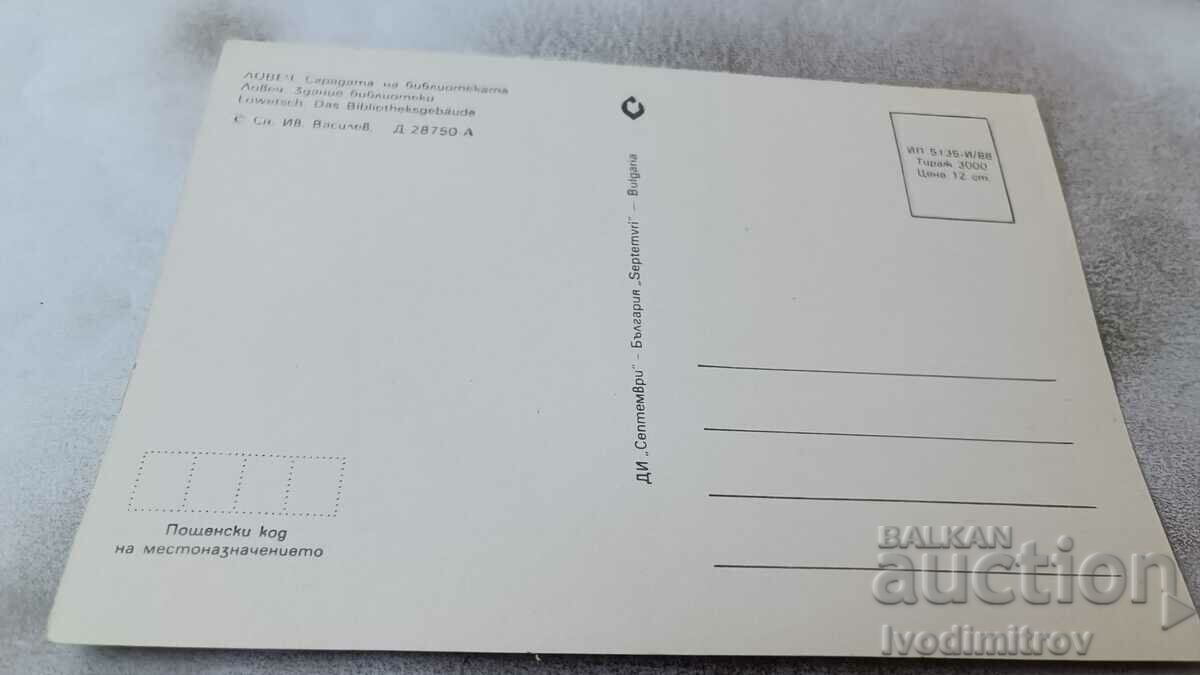 ЛОВЕЧ. Сградата на библиотеката
Ловеч. Здание библиотеки
Lowetsch. Das Bibliotheksgebäude
© Сн. Ив. Василев, Д 28750 А
ДИ „Септември" - България „Septemvri" - Bulgaria
ИП 5135-И/88
Тираж 3000
Цена 12 ст.
Пощенски код
на местоназначението
BALKAN
auction
Ivodimitrov